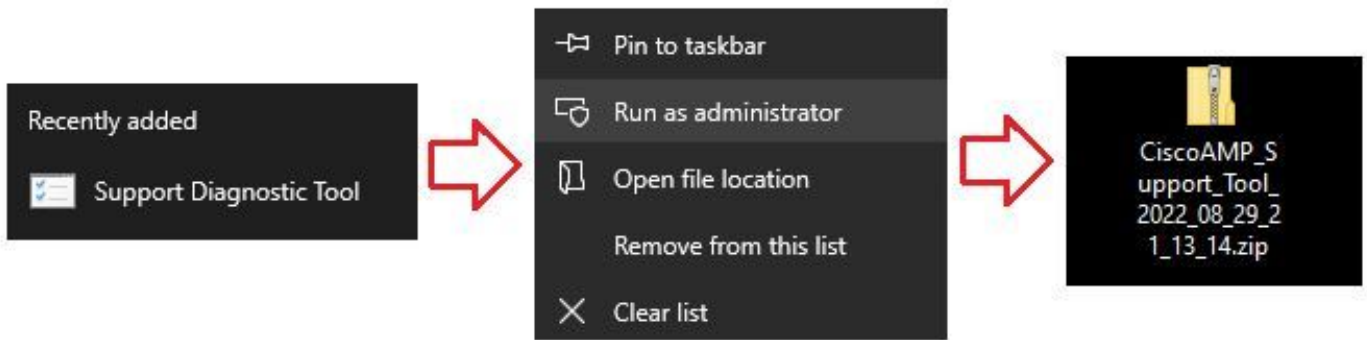 Recently added
Support Diagnostic Tool
Pin to taskbar
Run as administrator
Open file location
Remove from this list
Clear list
CiscoAMP_S
upport_Tool_
2022_08_29_2
1_13_14.zip